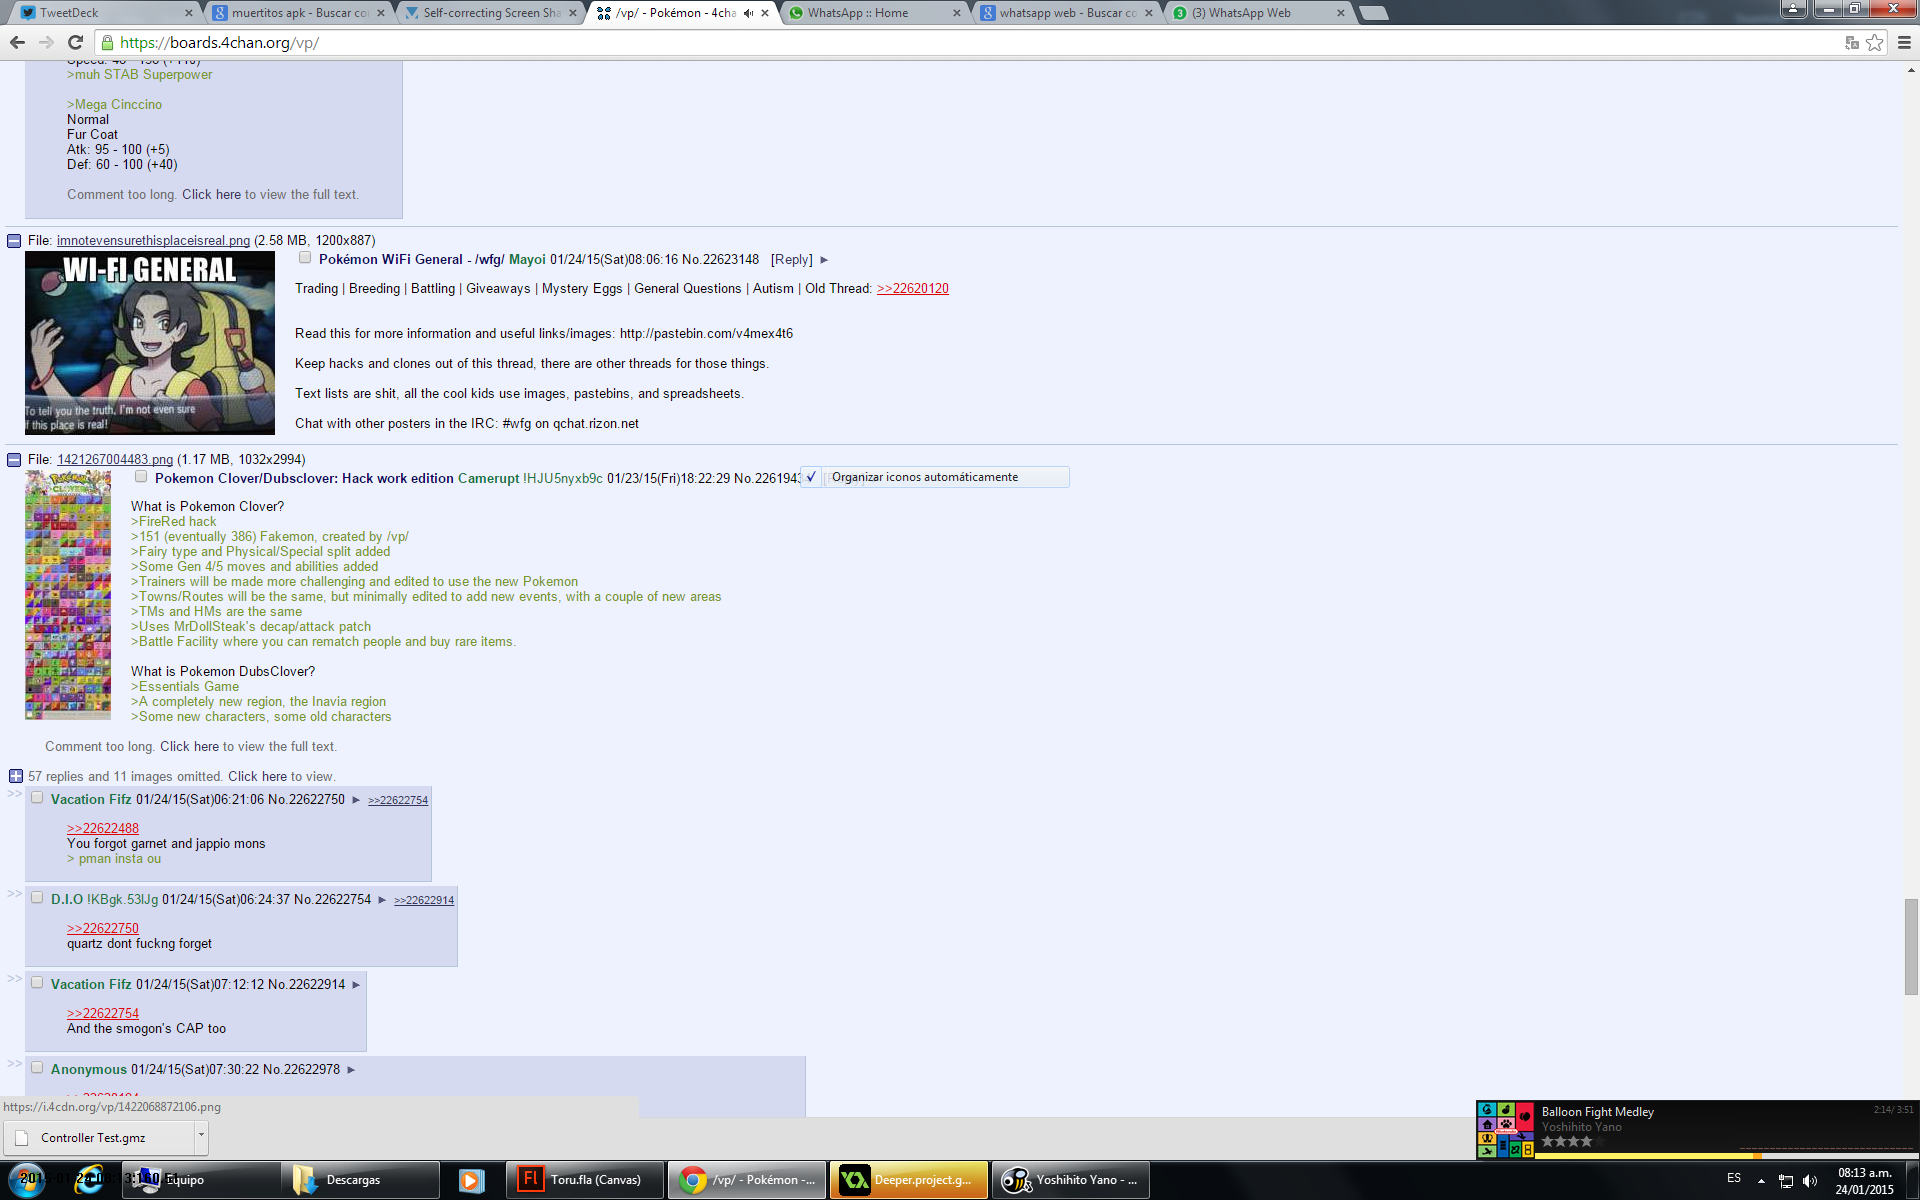 TweetDeck
muertitos apk - Buscar co
Self-correcting Screen Sha
/vp/ - Pokémon - 4cha
WhatsApp :: Home
whatsapp web - Buscar co
(3) WhatsApp Web
https://boards.4chan.org/vp/
>muh STAB Superpower
>Mega Cinccino
Normal
Fur Coat
Atk: 95 - 100 (+5)
Def: 60 - 100 (+40)
Comment too long. Click here to view the full text.
File: imnotevensurethisplaceisreal.png (2.58 MB, 1200x887)
WI-FI GENERAL
To tell you the truth, I'm not even sure
if this place is real!
Pokémon WiFi General - /wfg/ Mayoi 01/24/15(Sat)08:06:16 No.22623148 [Reply] ►
Trading | Breeding | Battling | Giveaways | Mystery Eggs | General Questions | Autism | Old Thread: >>22620120
Read this for more information and useful links/images: http://pastebin.com/v4mex4t6
Keep hacks and clones out of this thread, there are other threads for those things.
Text lists are shit, all the cool kids use images, pastebins, and spreadsheets.
Chat with other posters in the IRC: #wfg on qchat.rizon.net
File: 1421267004483.png (1.17 MB, 1032x2994)
Pokemon Clover/Dubsclover: Hack work edition Camerupt !HJU5nyxb9c 01/23/15(Fri)18:22:29 No.2261943
Organizar iconos automáticamente
What is Pokemon Clover?
>FireRed hack
>151 (eventually 386) Fakemon, created by /vp/
>Fairy type and Physical/Special split added
>Some Gen 4/5 moves and abilities added
>Trainers will be made more challenging and edited to use the new Pokemon
>Towns/Routes will be the same, but minimally edited to add new events, with a couple of new areas
>TMs and HMs are the same
>Uses MrDollSteak's decap/attack patch
>Battle Facility where you can rematch people and buy rare items.
What is Pokemon DubsClover?
>Essentials Game
>A completely new region, the Inavia region
>Some new characters, some old characters
Comment too long. Click here to view the full text.
57 replies and 11 images omitted. Click here to view.
>> Vacation Fifz 01/24/15(Sat)06:21:06 No.22622750 ► >>22622754
>>22622488
You forgot garnet and jappio mons
> pman insta ou
>> D.I.O !KBgk.53lJg 01/24/15(Sat)06:24:37 No.22622754 ► >>22622914
>>22622750
quartz dont fuckng forget
>> Vacation Fifz 01/24/15(Sat)07:12:12 No.22622914 ►
>>22622754
And the smogon's CAP too
>> Anonymous 01/24/15(Sat)07:30:22 No.22622978 ►
https://i.4cdn.org/vp/1422068872106.png
Controller Test.gmz
Balloon Fight Medley
2:14/ 3:51
Yoshihito Yano
Equipo
Descargas
Toru.fla (Canvas)
/vp/ - Pokémon -...
Deeper.project.g...
Yoshihito Yano - ...
ES
08:13 a.m.
24/01/2015